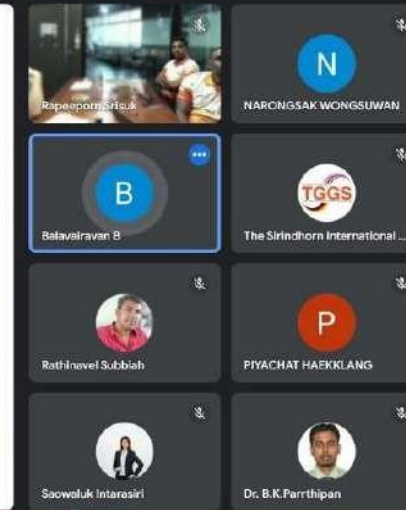 Rapeeporn Srisuk
N
NARONGSAK WONGSUWAN
B
Balavairavan B
TGGS
The Sirindhorn International ...
Rathinavel Subbiah
P
PIYACHAT HAEKKLANG
Saowaluk Intarasiri
Dr. B.K.Parrthipan